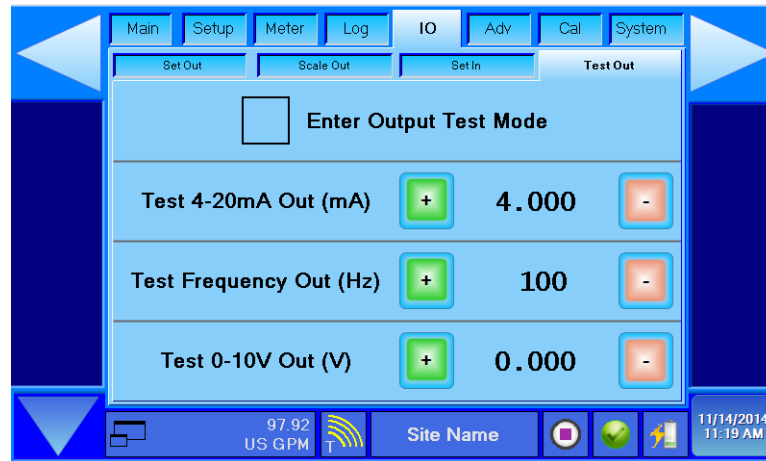 Main Setup Meter Log IO Adv Cal System
Set Out Scale Out Set In Test Out
Enter Output Test Mode
Test 4-20mA Out (mA) + 4.000 -
Test Frequency Out (Hz) + 100 -
Test 0-10V Out (V) + 0.000 -
97.92
US GPM
T
Site Name
11/14/2014
11:19 AM